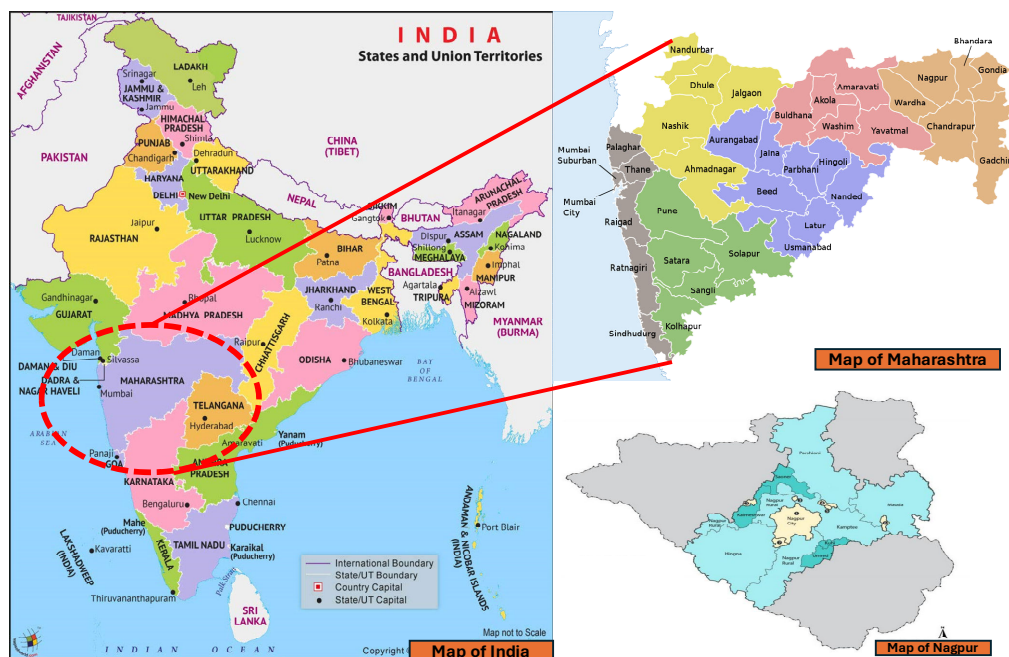 TAJIKISTAN
AFGHANISTAN
INDIA
States and Union Territories
LADAKH
Leh
Srinagar
JAMMU &
KASHMIR
Jammu
HIMACHAL
PRADESH
Shimla
PUNJAB
Chandigarh
Dehradun
UTTARAKHAND
PAKISTAN
CHINA
(TIBET)
HARYANA
DELHI
New Delhi
NEPAL
UTTAR PRADESH
Lucknow
Jaipur
RAJASTHAN
SIKKIM
Gangtok
BHUTAN
ARUNACHAL
PRADESH
Itanagar
Dispur
ASSAM
NAGALAND
Kohima
Shillong
MEGHALAYA
Imphal
MANIPUR
BIHAR
Patna
BANGLADESH
Agartala
TRIPURA
Aizawl
MIZORAM
MYANMAR
(BURMA)
JHARKHAND
Ranchi
WEST
BENGAL
Kolkata
Gandhinagar
GUJARAT
Bhopal
MADHYA PRADESH
Raipur
CHHATTISGARH
ODISHA
Bhubaneswar
BAY
OF
BENGAL
Daman
DAMAN & DIU
Silvassa
DADRA &
NAGAR HAVELI
MAHARASHTRA
Mumbai
TELANGANA
Hyderabad
ARABIAN
SEA
Amaravati
Yanam
(Puducherry)
Panaji
GOA
ANDHRA
PRADESH
KARNATAKA
Bengaluru
Chennai
Mahe
(Puducherry)
PUDUCHERRY
TAMIL NADU
Karaikal
(Puducherry)
KERALA
LAKSHADWEEP
(INDIA)
Kavaratti
Thiruvananthapuram
Palk Strait
SRI
LANKA
ANDAMAN & NICOBAR ISLANDS
(INDIA)
Port Blair
International Boundary
State/UT Boundary
Country Capital
State/UT Capital
Map not to Scale
INDIAN OCEAN
Copyright
Map of India
Nandurbar
Dhule
Jalgaon
Nashik
Buldhana
Akola
Amaravati
Washim
Yavatmal
Nagpur
Wardha
Bhandara
Gondia
Chandrapur
Gadchir
Aurangabad
Jalna
Parbhani
Hingoli
Nanded
Beed
Latur
Usmanabad
Ahmadnagar
Palaghar
Mumbai
Suburban
Thane
Mumbai
City
Raigad
Pune
Satara
Solapur
Ratnagiri
Sangli
Kolhapur
Sindhudurg
Map of Maharashtra
Nagpur
Rural
Nagpur
City
Kamptee
Hingna
Nagpur
Rural
Map of Nagpur